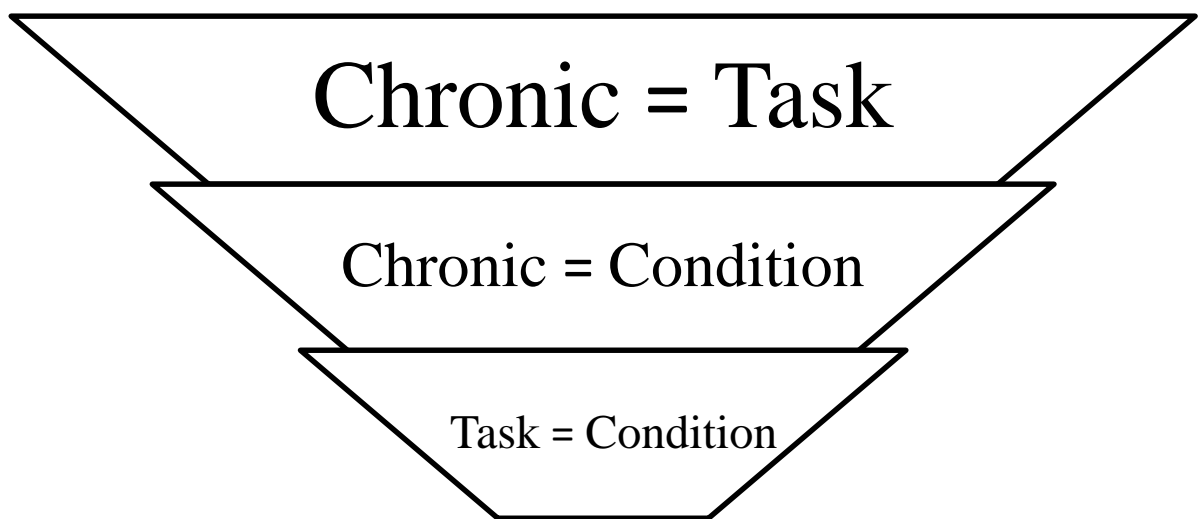 Chronic = Task
Chronic = Condition
Task = Condition